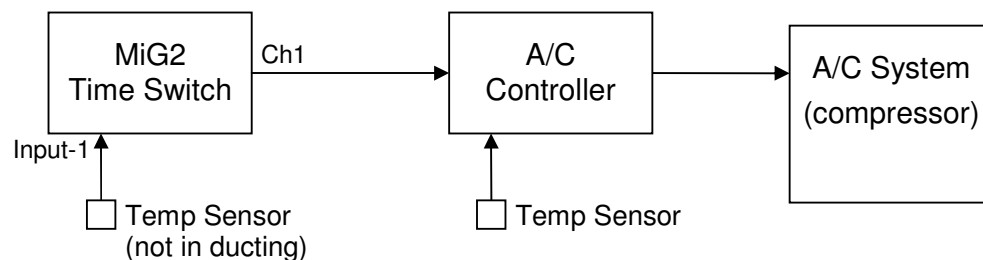 MiG2
Time Switch
Ch1
A/C
Controller
A/C System
(compressor)
Input-1
Temp Sensor
(not in ducting)
Temp Sensor